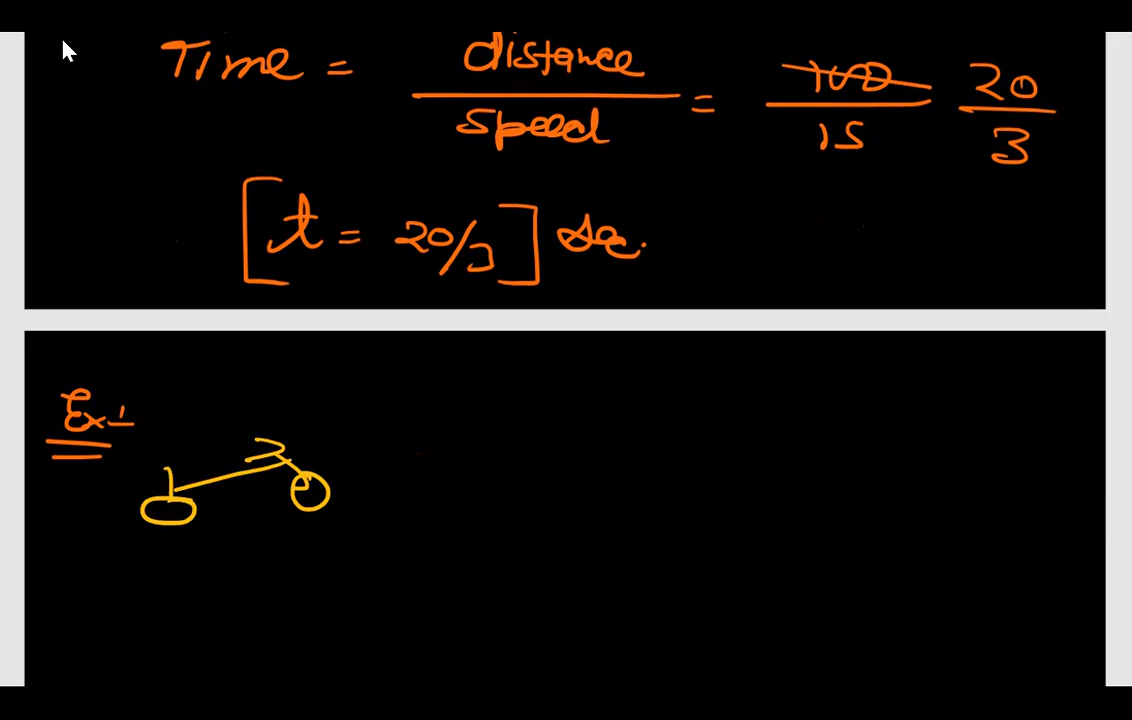 Time = distance / speed = 100 / 15 20 / 3
[t = 20/3] sec.
Ex-1